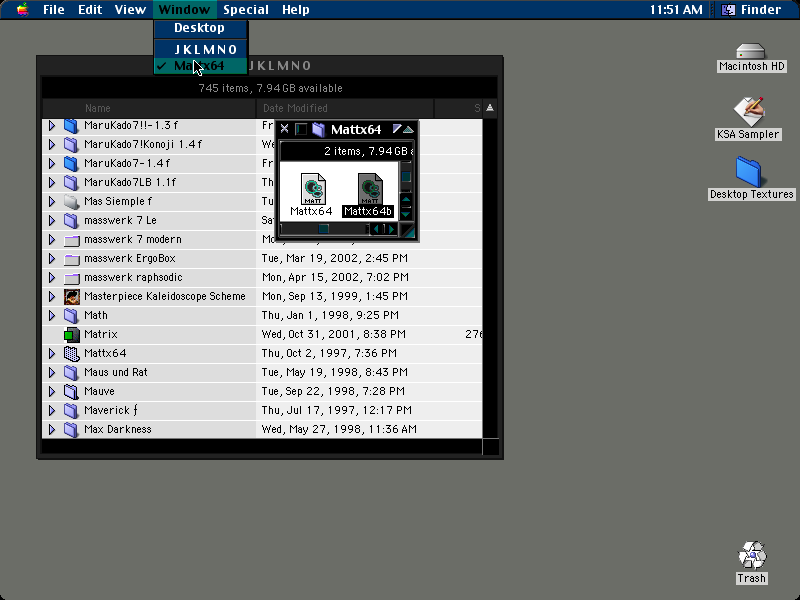 File Edit View Window Special Help 11:51 AM Finder
Desktop
JKLMNO
Mattx64
JKLMNO
745 items, 7.94 GB available
Name Date Modified S
MaruKado7!!-1.3 f Fr
MaruKado7!Konoji 1.4f We
MaruKado7-1.4f Fr
MaruKado7LB 1.1f Th
Mas Siemple f Tu
masswerk 7 Le Sa
masswerk 7 modern Mo
masswerk ErgoBox Tue, Mar 19, 2002, 2:45 PM
masswerk raphsodic Mon, Apr 15, 2002, 7:02 PM
Masterpiece Kaleidoscope Scheme Mon, Sep 13, 1999, 1:45 PM
Math Thu, Jan 1, 1998, 9:25 PM
Matrix Wed, Oct 31, 2001, 8:38 PM 276
Mattx64 Thu, Oct 2, 1997, 7:36 PM
Maus und Rat Tue, May 19, 1998, 8:43 PM
Mauve Tue, Sep 22, 1998, 7:28 PM
Maverick ƒ Thu, Jul 17, 1997, 12:17 PM
Max Darkness Wed, May 27, 1998, 11:36 AM
Mattx64
2 items, 7.94 GB a
MATT MATT
Mattx64 Mattx64b
Macintosh HD
KSA Sampler
Desktop Textures
Trash